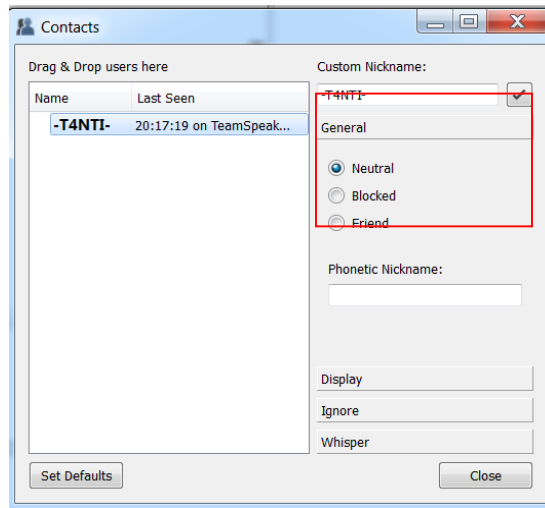 Contacts
Drag & Drop users here
Custom Nickname:
Name Last Seen
-T4NTI- 20:17:19 on TeamSpeak...
-T4NTI-
General
Neutral
Blocked
Friend
Phonetic Nickname:
Display
Ignore
Whisper
Set Defaults
Close